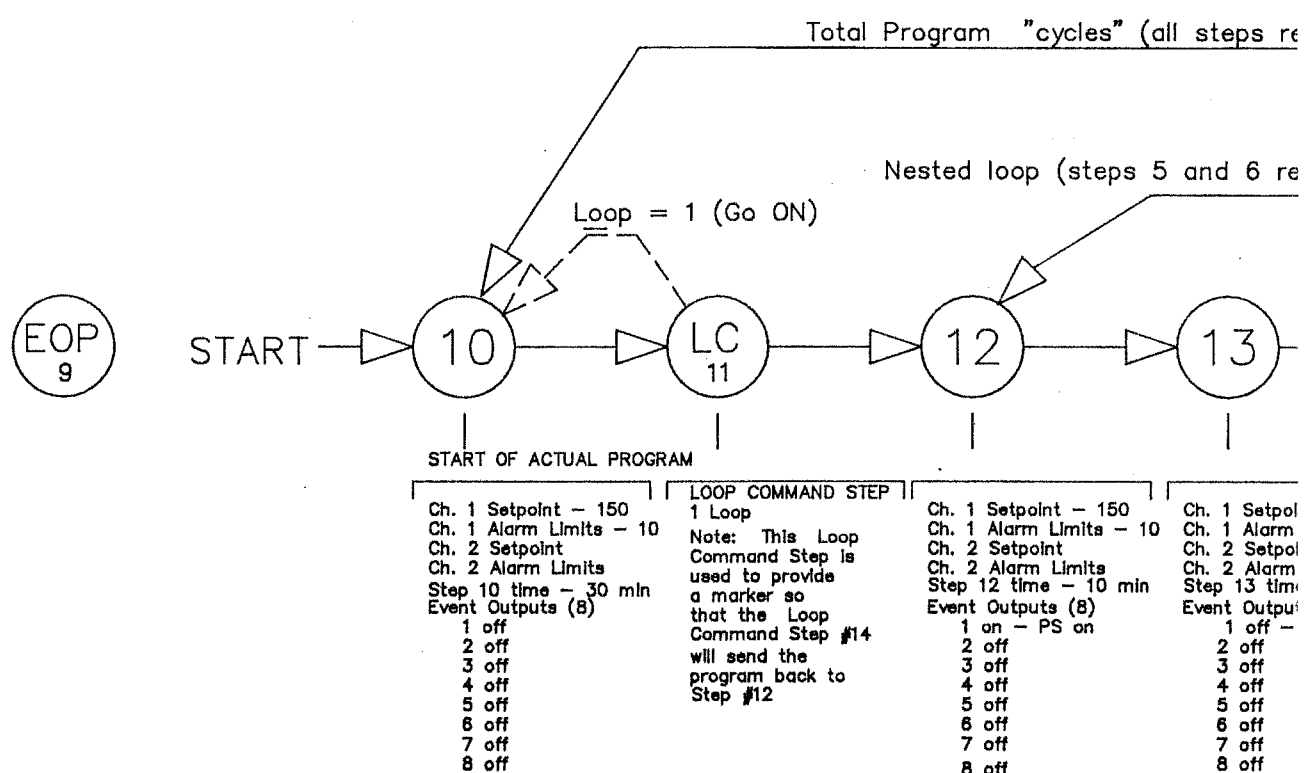 Total Program "cycles" (all steps re
Nested loop (steps 5 and 6 re
Loop = 1 (Go ON)
EOP
9
START
10
LC
11
12
13
START OF ACTUAL PROGRAM
Ch. 1 Setpoint – 150
Ch. 1 Alarm Limits – 10
Ch. 2 Setpoint
Ch. 2 Alarm Limits
Step 10 time – 30 min
Event Outputs (8)
1 off
2 off
3 off
4 off
5 off
6 off
7 off
8 off
LOOP COMMAND STEP
1 Loop
Note: This Loop
Command Step is
used to provide
a marker so
that the Loop
Command Step #14
will send the
program back to
Step #12
Ch. 1 Setpoint – 150
Ch. 1 Alarm Limits – 10
Ch. 2 Setpoint
Ch. 2 Alarm Limits
Step 12 time – 10 min
Event Outputs (8)
1 on – PS on
2 off
3 off
4 off
5 off
6 off
7 off
8 off
Ch. 1 Setpoi
Ch. 1 Alarm
Ch. 2 Setpoi
Ch. 2 Alarm
Step 13 time
Event Output
1 off –
2 off
3 off
4 off
5 off
6 off
7 off
8 off